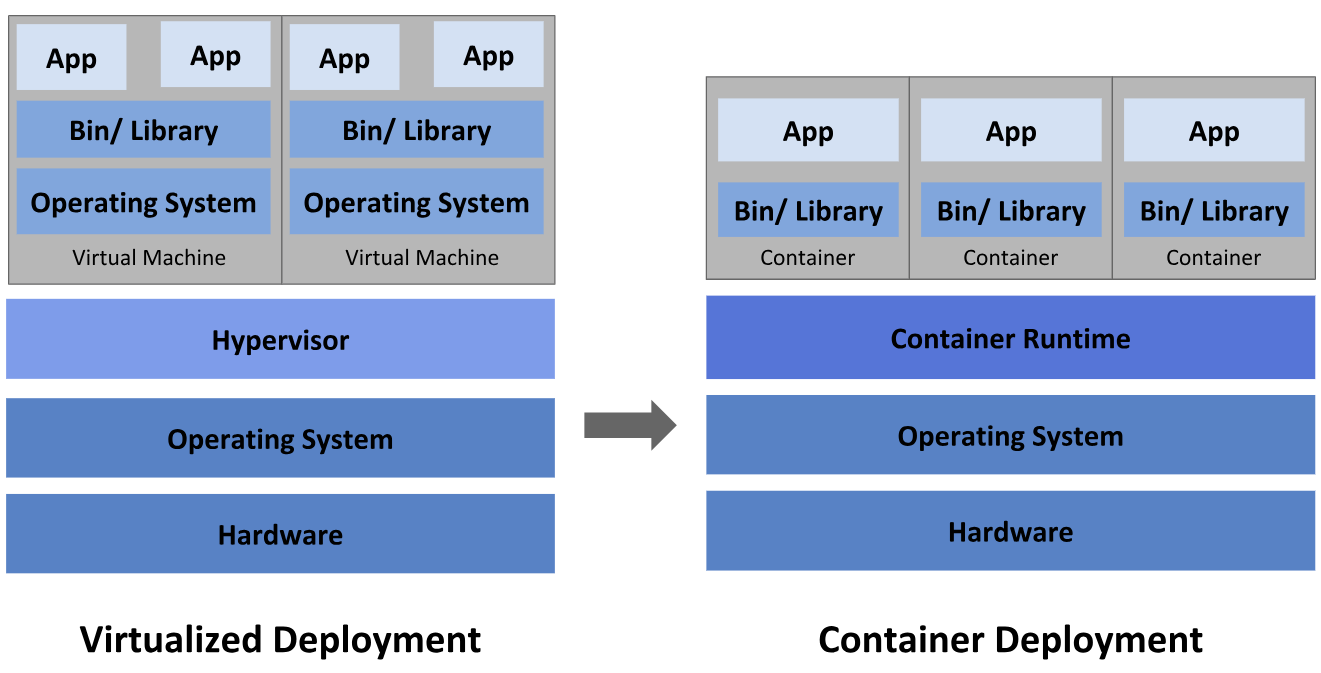 App
App
Bin/ Library
Operating System
Virtual Machine
App
App
Bin/ Library
Operating System
Virtual Machine
Hypervisor
Operating System
Hardware
Virtualized Deployment
App
Bin/ Library
Container
App
Bin/ Library
Container
App
Bin/ Library
Container
Container Runtime
Operating System
Hardware
Container Deployment